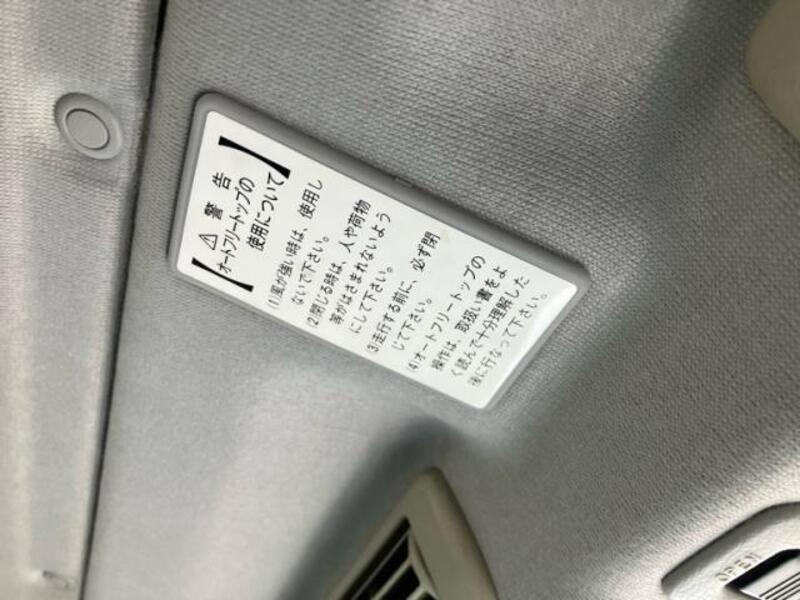 ⚠ 警告
【オートフリートップの
使用について】
(1)風が強い時は、使用し
ないで下さい。
(2)閉じる時は、人や荷物
等がはさまれないよう
にして下さい。
(3)走行する前に、必ず閉
じて下さい。
(4)オートフリートップの
操作は、取扱い書をよ
く読んで十分理解した
後に行なって下さい。
OPEN